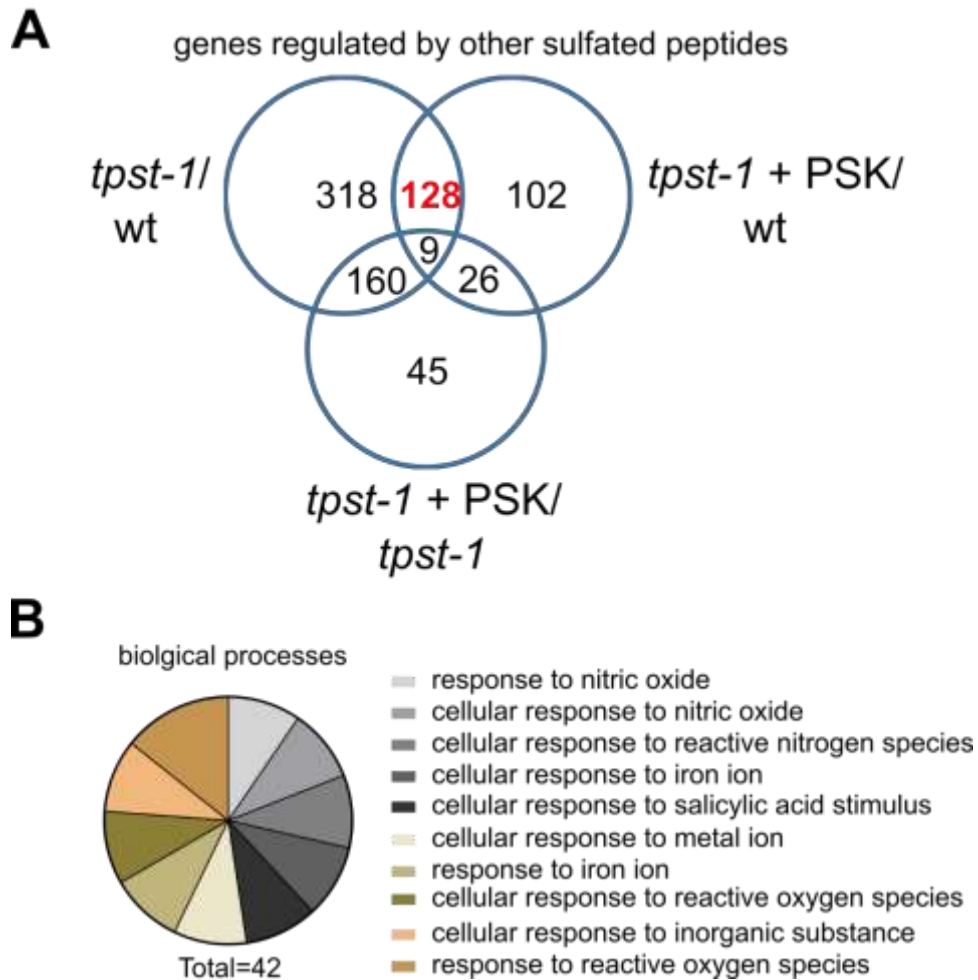 A
genes regulated by other sulfated peptides
tpst-1/
wt
318
128
102
tpst-1 + PSK/
wt
9
160
26
45
tpst-1 + PSK/
tpst-1
B
biolgical processes
response to nitric oxide
cellular response to nitric oxide
cellular response to reactive nitrogen species
cellular response to iron ion
cellular response to salicylic acid stimulus
cellular response to metal ion
response to iron ion
cellular response to reactive oxygen species
cellular response to inorganic substance
response to reactive oxygen species
Total=42